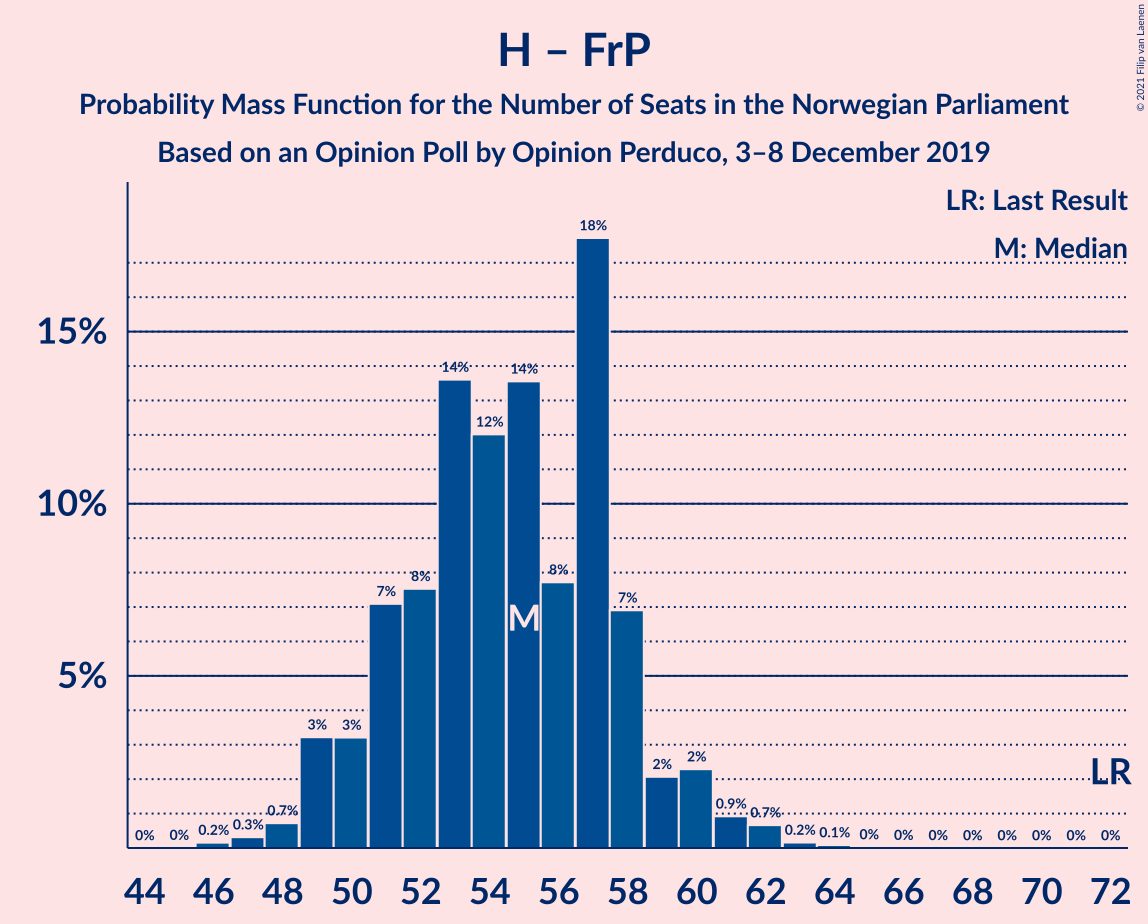 H – FrP
Probability Mass Function for the Number of Seats in the Norwegian Parliament
Based on an Opinion Poll by Opinion Perduco, 3–8 December 2019
© 2021 Filip van Laenen
LR: Last Result
M: Median
15%
10%
5%
0% 0% 0.2% 0.3% 0.7% 3% 3% 7% 8% 14% 12% 14% 8% 18% 7% 2% 2% 0.9% 0.7% 0.2% 0.1% 0% 0% 0% 0% 0% 0% 0% 0%
M
LR
44 46 48 50 52 54 56 58 60 62 64 66 68 70 72